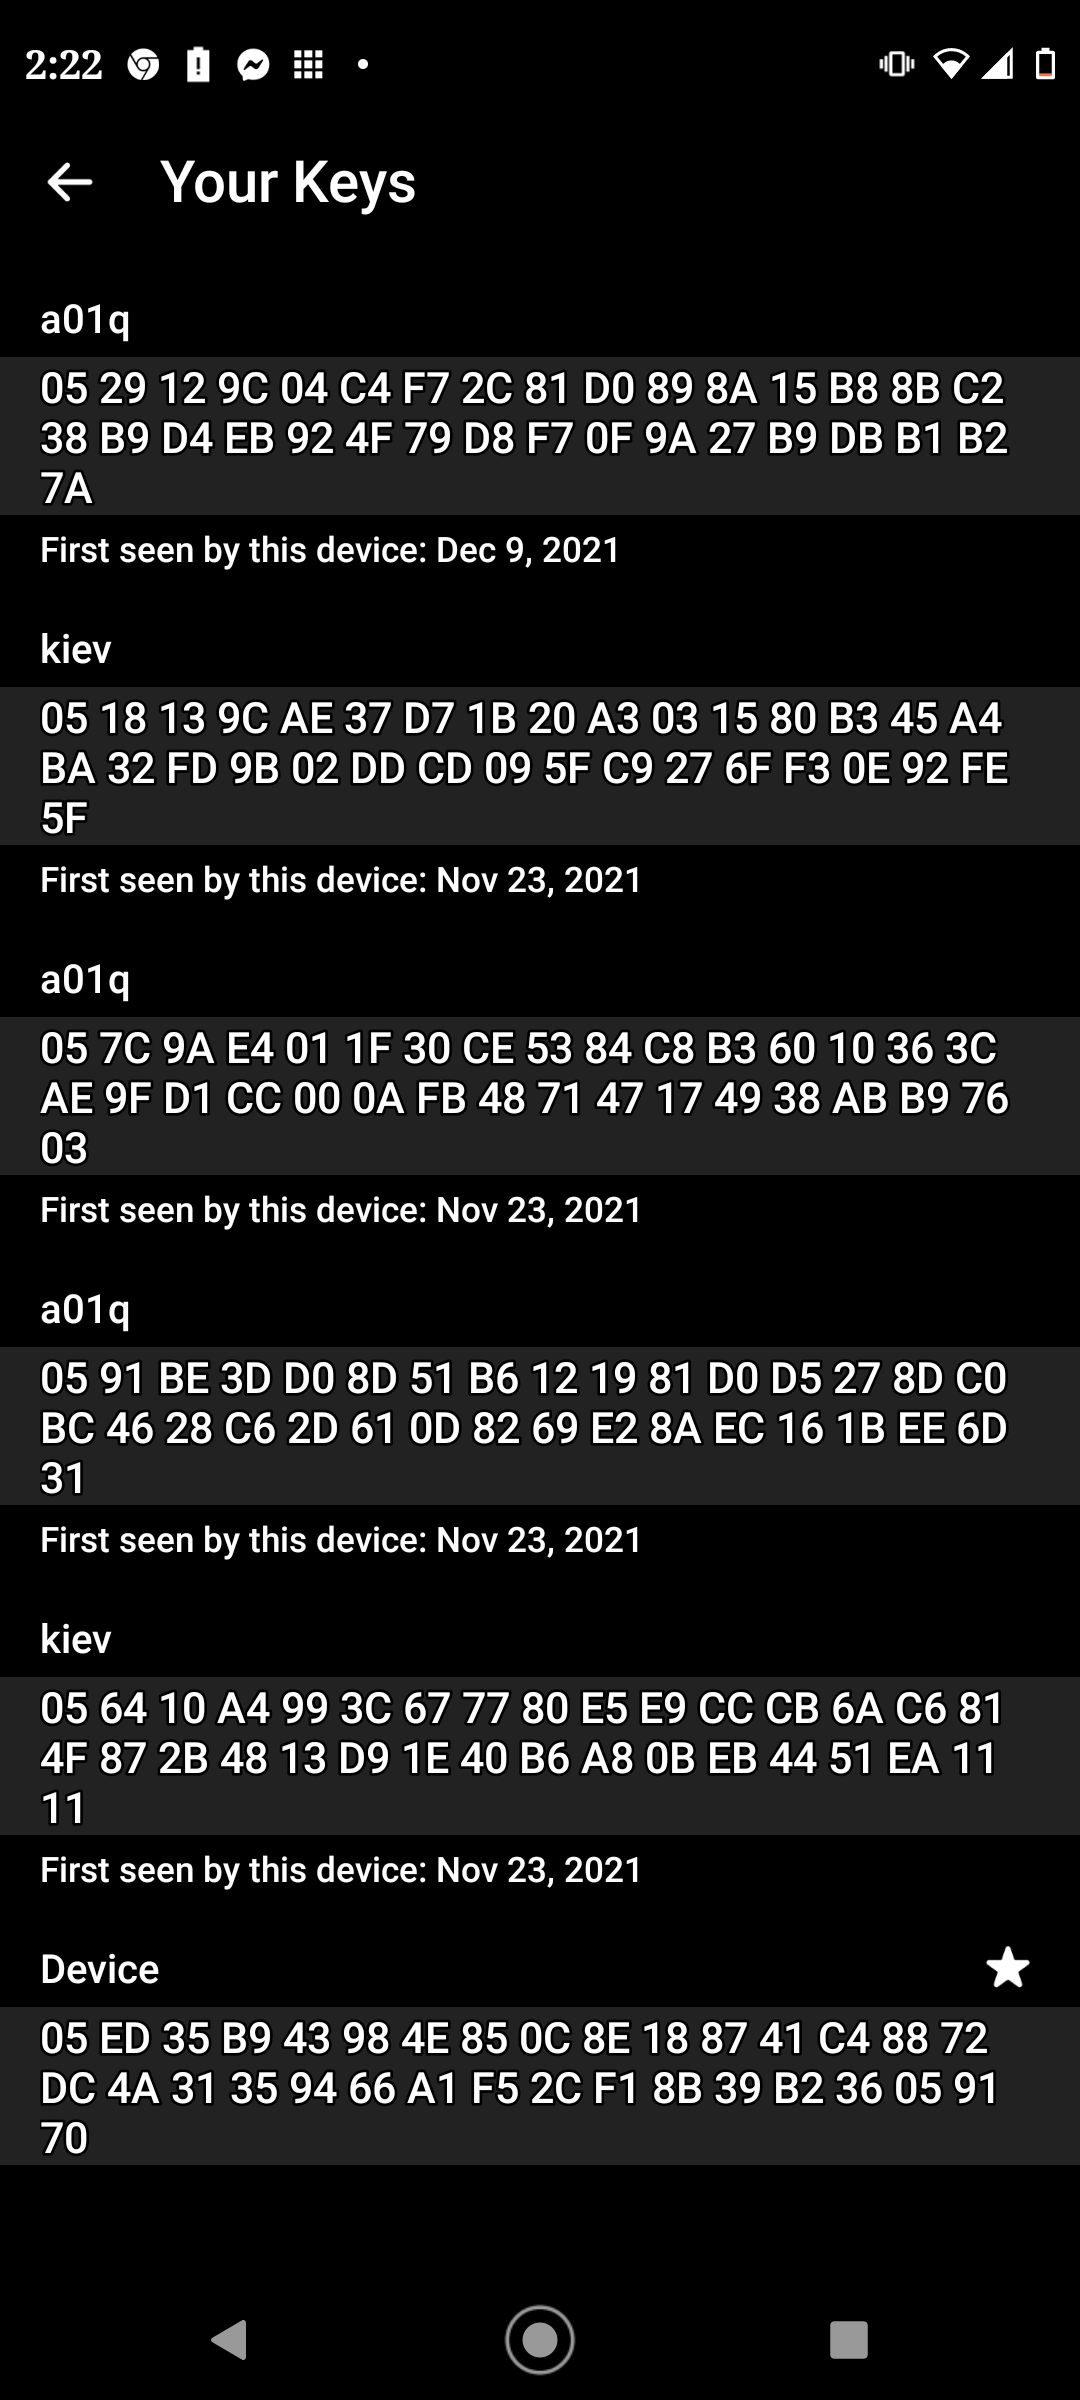 2:22
Your Keys
a01q
05 29 12 9C 04 C4 F7 2C 81 D0 89 8A 15 B8 8B C2
38 B9 D4 EB 92 4F 79 D8 F7 0F 9A 27 B9 DB B1 B2
7A
First seen by this device: Dec 9, 2021
kiev
05 18 13 9C AE 37 D7 1B 20 A3 03 15 80 B3 45 A4
BA 32 FD 9B 02 DD CD 09 5F C9 27 6F F3 0E 92 FE
5F
First seen by this device: Nov 23, 2021
a01q
05 7C 9A E4 01 1F 30 CE 53 84 C8 B3 60 10 36 3C
AE 9F D1 CC 00 0A FB 48 71 47 17 49 38 AB B9 76
03
First seen by this device: Nov 23, 2021
a01q
05 91 BE 3D D0 8D 51 B6 12 19 81 D0 D5 27 8D C0
BC 46 28 C6 2D 61 0D 82 69 E2 8A EC 16 1B EE 6D
31
First seen by this device: Nov 23, 2021
kiev
05 64 10 A4 99 3C 67 77 80 E5 E9 CC CB 6A C6 81
4F 87 2B 48 13 D9 1E 40 B6 A8 0B EB 44 51 EA 11
11
First seen by this device: Nov 23, 2021
Device
05 ED 35 B9 43 98 4E 85 0C 8E 18 87 41 C4 88 72
DC 4A 31 35 94 66 A1 F5 2C F1 8B 39 B2 36 05 91
70